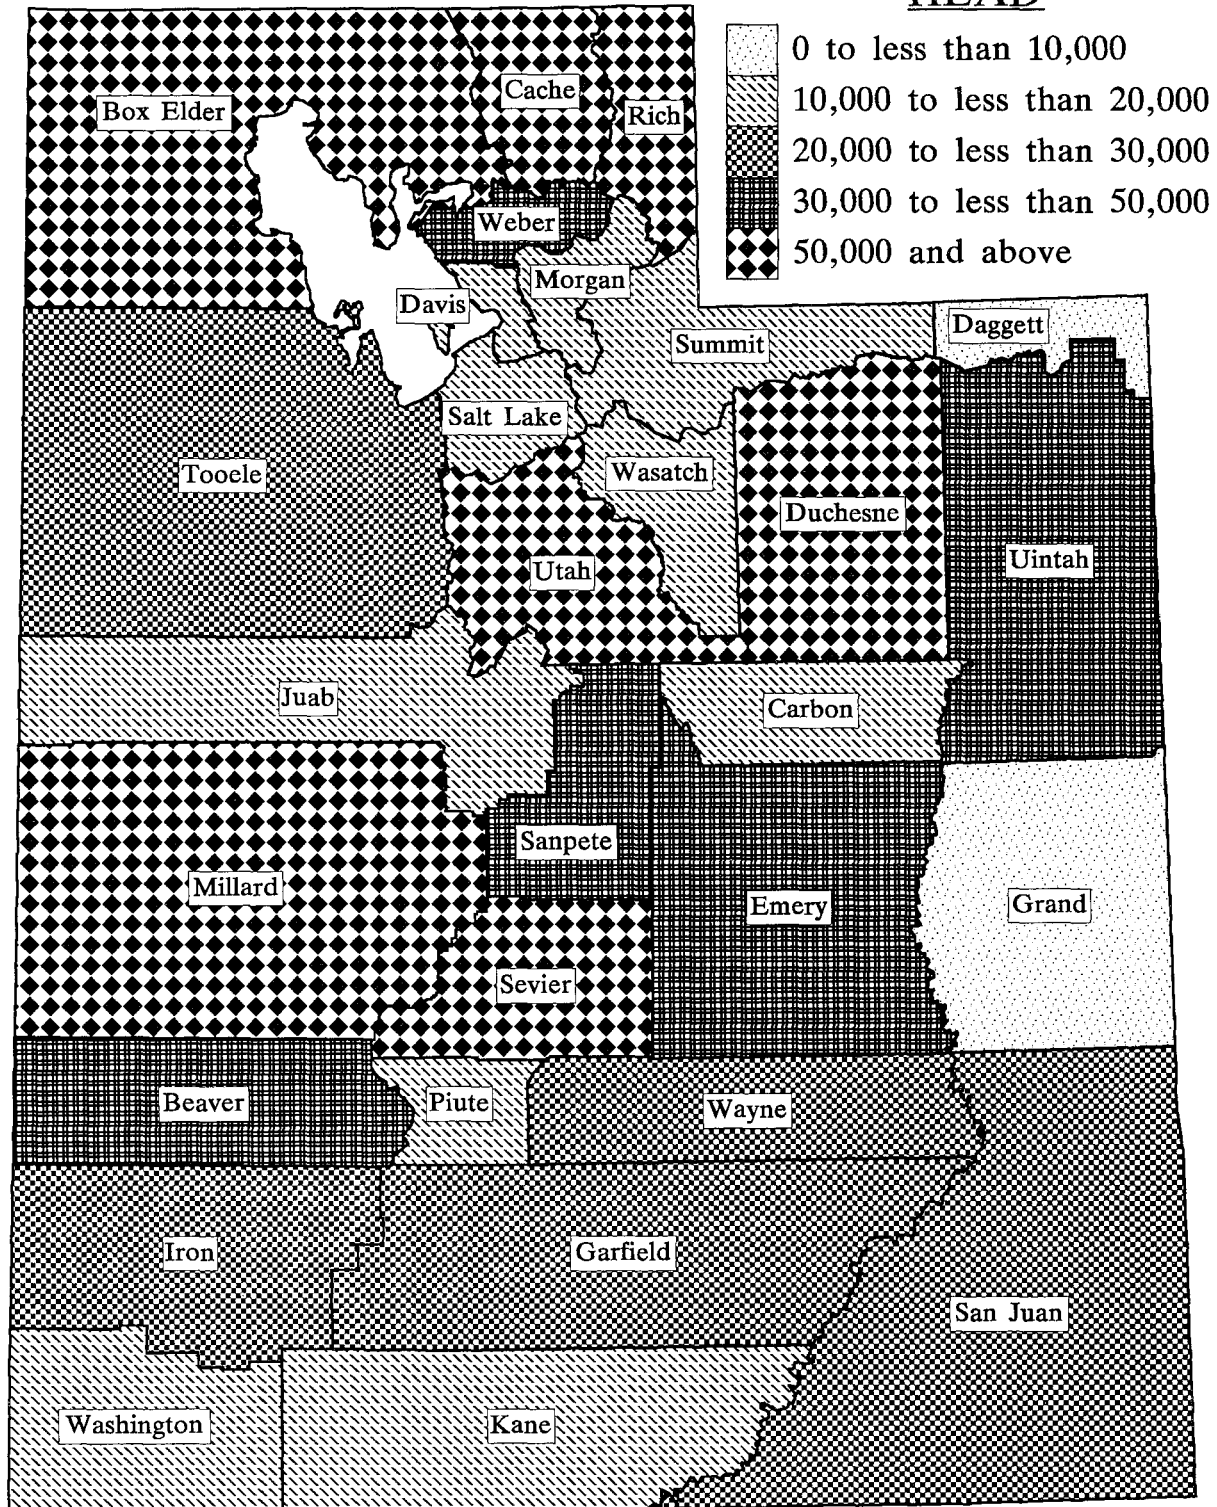 HEAD
0 to less than 10,000
10,000 to less than 20,000
20,000 to less than 30,000
30,000 to less than 50,000
50,000 and above
Box Elder
Cache
Rich
Weber
Morgan
Davis
Summit
Daggett
Salt Lake
Tooele
Wasatch
Duchesne
Uintah
Utah
Juab
Carbon
Sanpete
Millard
Emery
Grand
Sevier
Beaver
Piute
Wayne
Iron
Garfield
San Juan
Washington
Kane